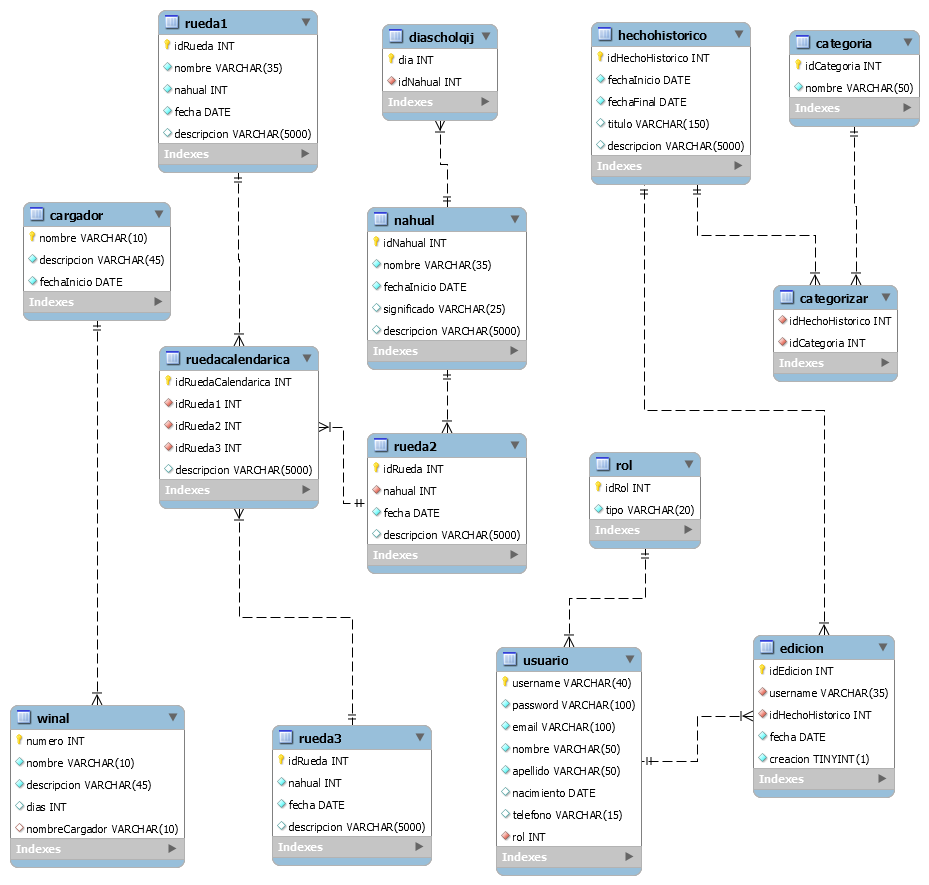 rueda1
idRueda INT
nombre VARCHAR(35)
nahual INT
fecha DATE
descripcion VARCHAR(5000)
Indexes
diascholqij
dia INT
idNahual INT
Indexes
hechohistorico
idHechoHistorico INT
fechaInicio DATE
fechaFinal DATE
titulo VARCHAR(150)
descripcion VARCHAR(5000)
Indexes
categoria
idCategoria INT
nombre VARCHAR(50)
Indexes
cargador
nombre VARCHAR(10)
descripcion VARCHAR(45)
fechaInicio DATE
Indexes
nahual
idNahual INT
nombre VARCHAR(35)
fechaInicio DATE
significado VARCHAR(25)
descripcion VARCHAR(5000)
Indexes
categorizar
idHechoHistorico INT
idCategoria INT
Indexes
ruedacalendarica
idRuedaCalendarica INT
idRueda1 INT
idRueda2 INT
idRueda3 INT
descripcion VARCHAR(5000)
Indexes
rueda2
idRueda INT
nahual INT
fecha DATE
descripcion VARCHAR(5000)
Indexes
rol
idRol INT
tipo VARCHAR(20)
Indexes
winal
numero INT
nombre VARCHAR(10)
descripcion VARCHAR(45)
dias INT
nombreCargador VARCHAR(10)
Indexes
rueda3
idRueda INT
nahual INT
fecha DATE
descripcion VARCHAR(5000)
Indexes
usuario
username VARCHAR(40)
password VARCHAR(100)
email VARCHAR(100)
nombre VARCHAR(50)
apellido VARCHAR(50)
nacimiento DATE
telefono VARCHAR(15)
rol INT
Indexes
edicion
idEdicion INT
username VARCHAR(35)
idHechoHistorico INT
fecha DATE
creacion TINYINT(1)
Indexes